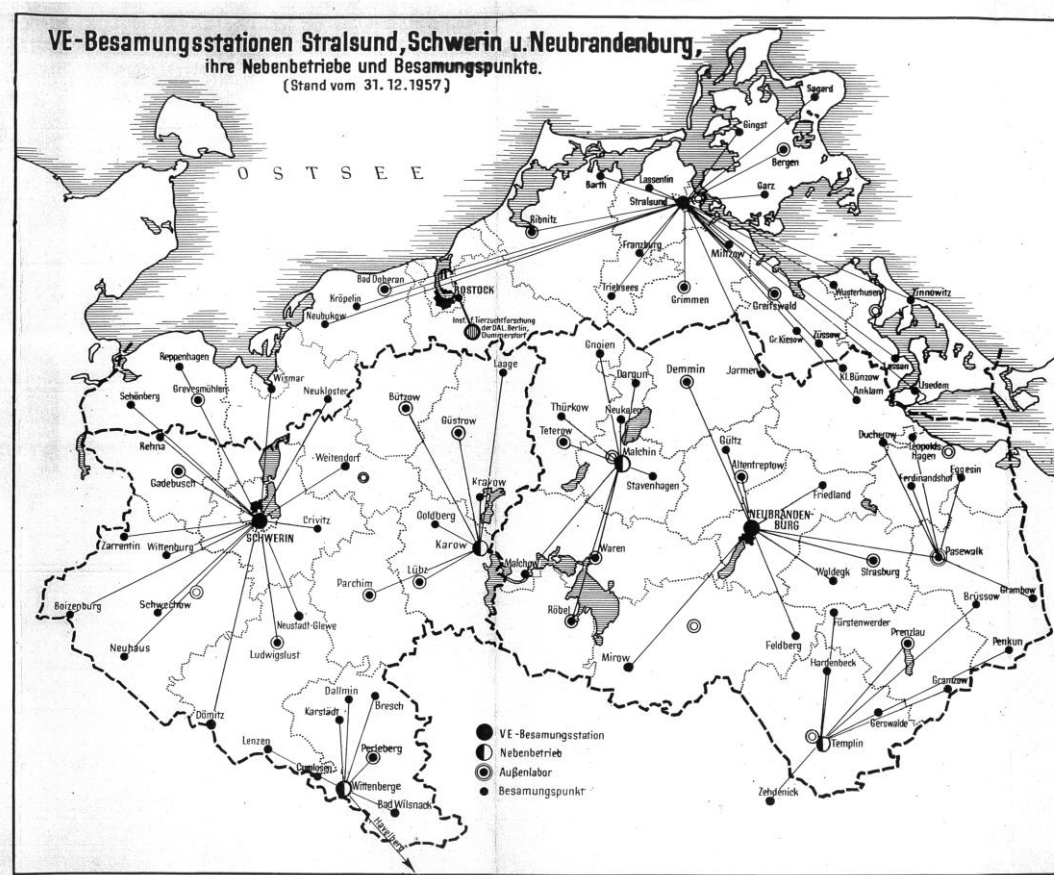 VE-Besamungsstationen Stralsund, Schwerin u. Neubrandenburg,
ihre Nebenbetriebe und Besamungspunkte.
(Stand vom 31.12.1957)
OSTSEE
Sagard
Gingst
Bergen
Barth
Lassentin
Garz
Stralsund
Ribnitz
Franzburg
Miltzow
Bad Doberan
Triebsees
Grimmen
Greifswald
Wusterhusen
Zinnowitz
Kröpelin
ROSTOCK
Neubukow
Inst. f. Tierzuchtforschung
der DAL. Berlin,
Dummerstorf
Gr. Kiesow
Züssow
Reppenhagen
Gnoien
Lassan
Laage
Dargun
Demmin
Jarmen
Kl. Bünzow
Usedom
Anklam
Grevesmühlen
Wismar
Neukloster
Schönberg
Bützow
Güstrow
Thürkow
Neukalen
Teterow
Malchin
Gültz
Ducherow
Leopolds
hagen
Rehna
Weitendorf
Gadebusch
Altentreptow
Stavenhagen
Krakow
Friedland
Ferdinandshof
Eggesin
Goldberg
Crivitz
SCHWERIN
NEUBRANDEN-
BURG
Zarrentin
Wittenburg
Karow
Malchow
Waren
Pasewalk
Strasburg
Lübz
Parchim
Woldegk
Grambow
Boizenburg
Schwechow
Röbel
Brüssow
Neustadt-Glewe
Fürstenwerder
Prenzlau
Neuhaus
Ludwigslust
Feldberg
Penkun
Mirow
Hardenbeck
Gramzow
Dallmin
Bresch
Gerswalde
Dömitz
Karstädt
Lenzen
Perleberg
Templin
Cumlosen
Wittenberge
Bad Wilsnack
Zehdenick
Havelberg
VE-Besamungsstation
Nebenbetrieb
Außenlabor
Besamungspunkt